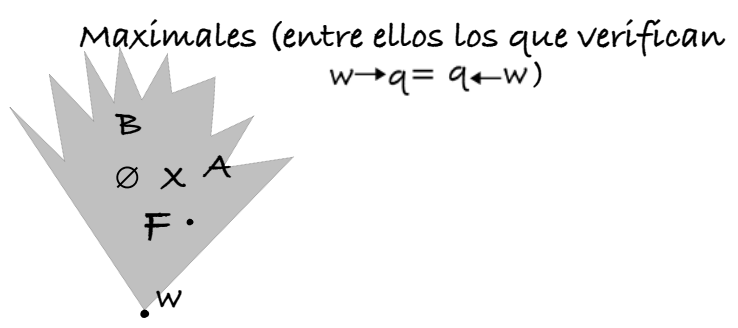 Maximales (entre ellos los que verifican
w→q= q←w)
B
∅ X A
F •
w